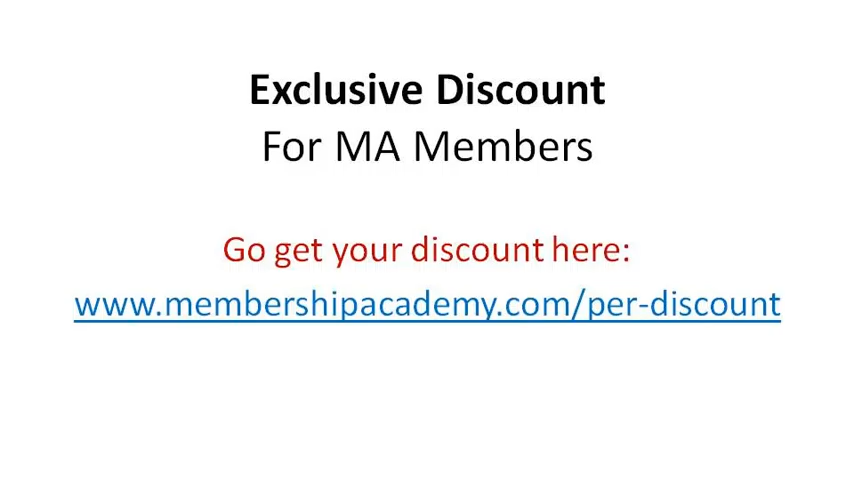 Exclusive Discount
For MA Members
Go get your discount here:
www.membershipacademy.com/per-discount